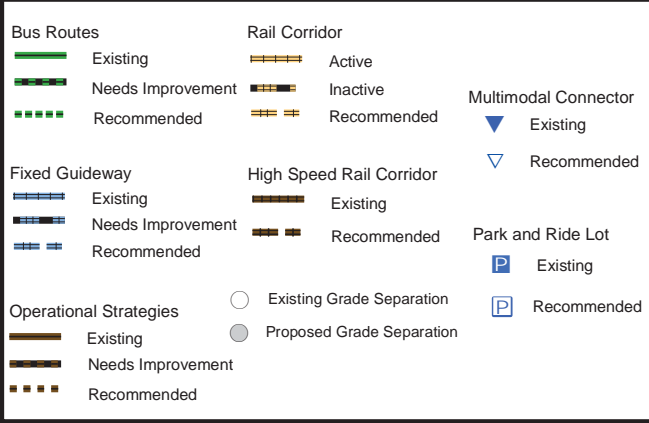 Bus Routes
Existing
Needs Improvement
Recommended
Fixed Guideway
Existing
Needs Improvement
Recommended
Operational Strategies
Existing
Needs Improvement
Recommended
Rail Corridor
Active
Inactive
Recommended
High Speed Rail Corridor
Existing
Recommended
Existing Grade Separation
Proposed Grade Separation
Multimodal Connector
Existing
Recommended
Park and Ride Lot
P Existing
P Recommended